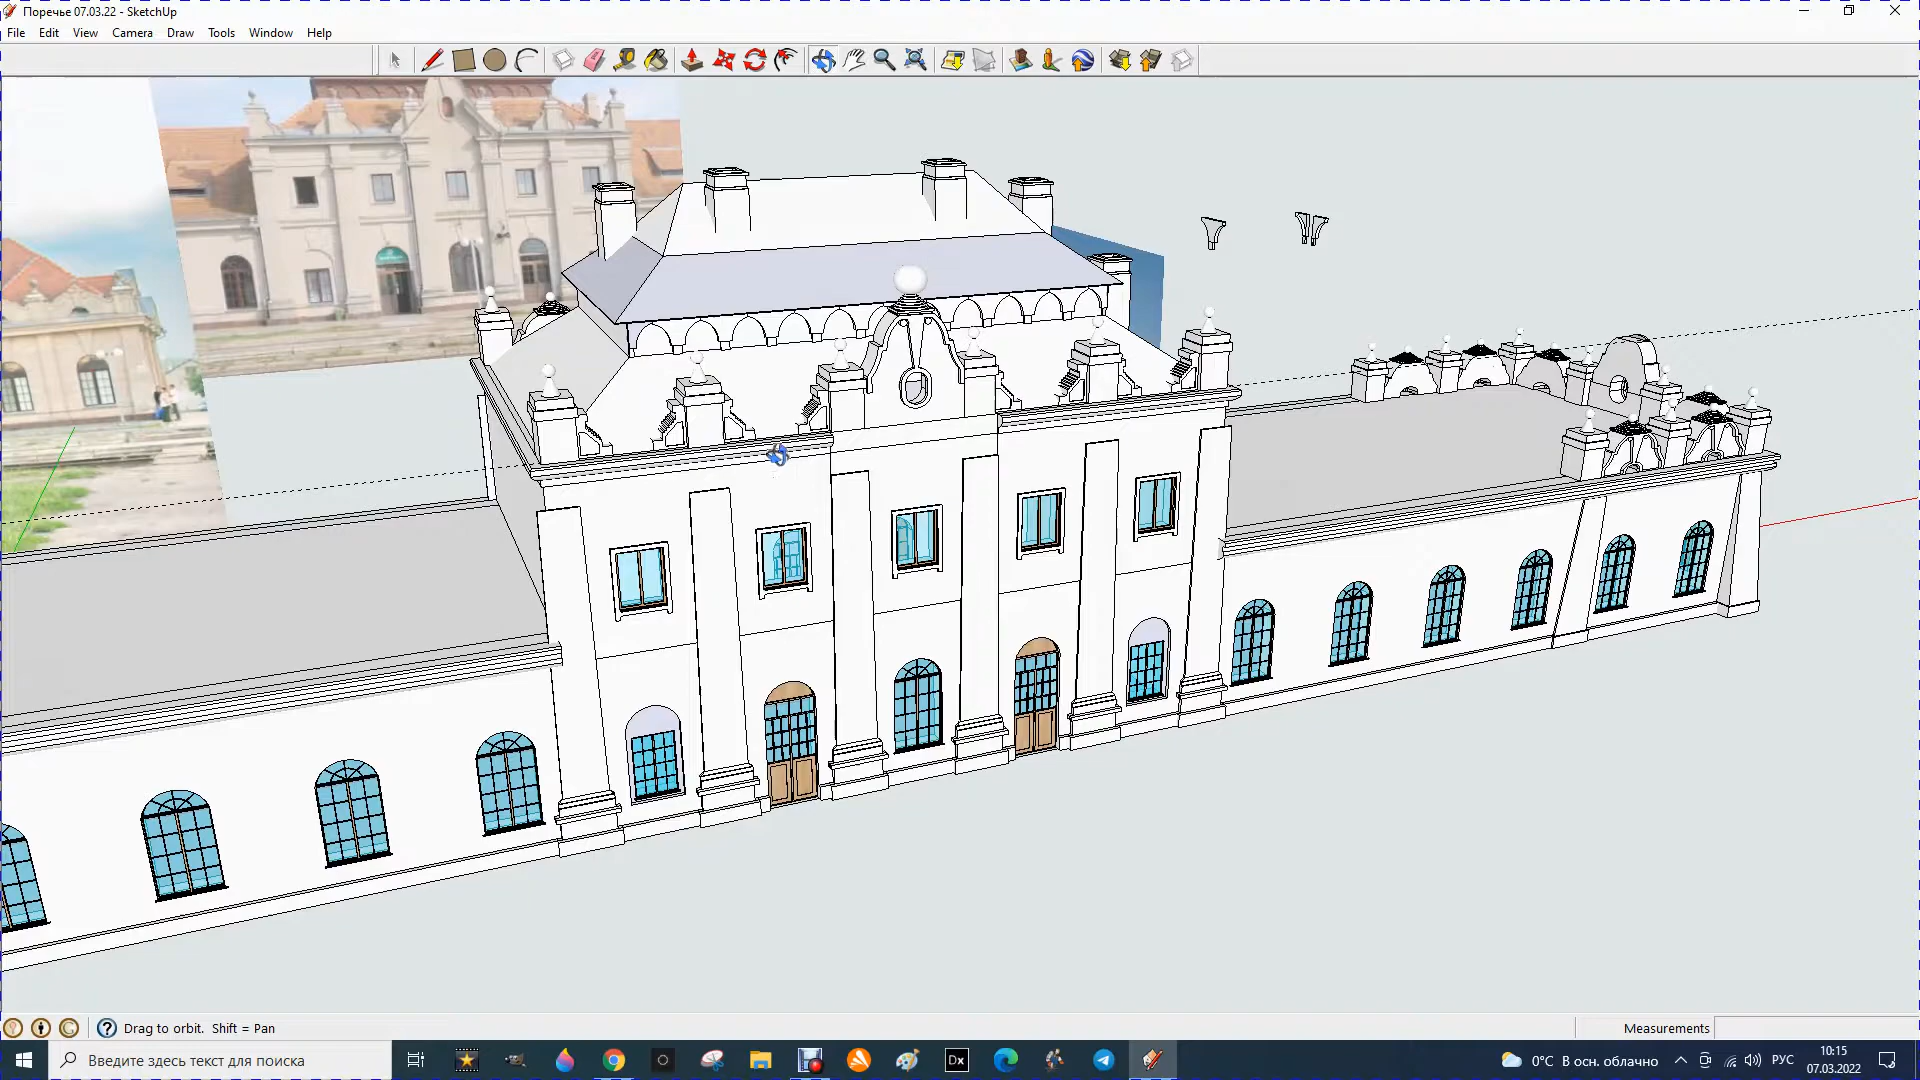 Поречье 07.03.22 - SketchUp
File Edit View Camera Draw Tools Window Help
Drag to orbit. Shift = Pan
Measurements
Введите здесь текст для поиска
Dx
0°C В осн. облачно
РУС
10:15
07.03.2022